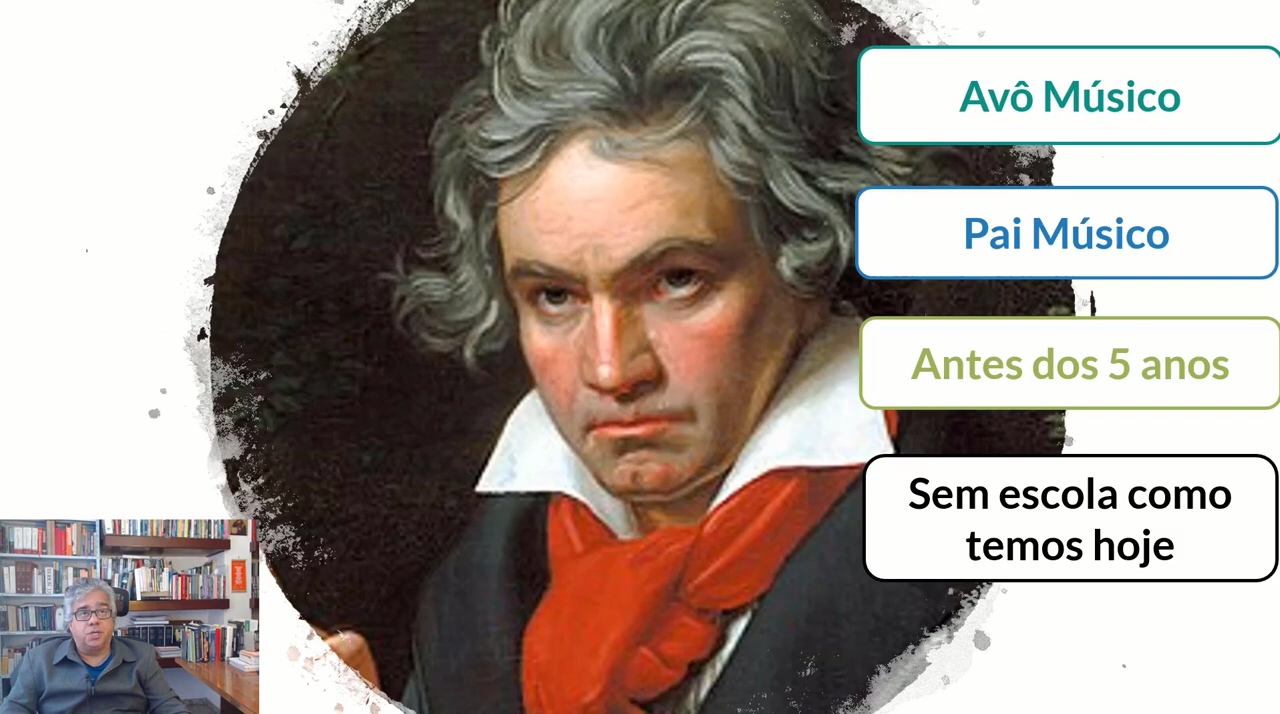 Avô Músico
Pai Músico
Antes dos 5 anos
Sem escola como
temos hoje